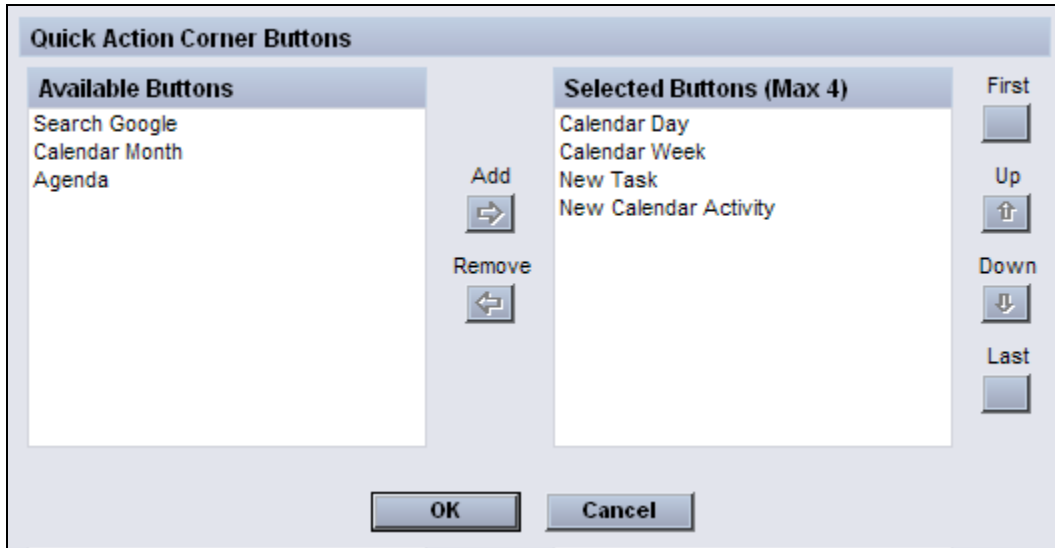 Quick Action Corner Buttons
Available Buttons
Search Google
Calendar Month
Agenda
Add
Remove
Selected Buttons (Max 4)
Calendar Day
Calendar Week
New Task
New Calendar Activity
First
Up
Down
Last
OK
Cancel